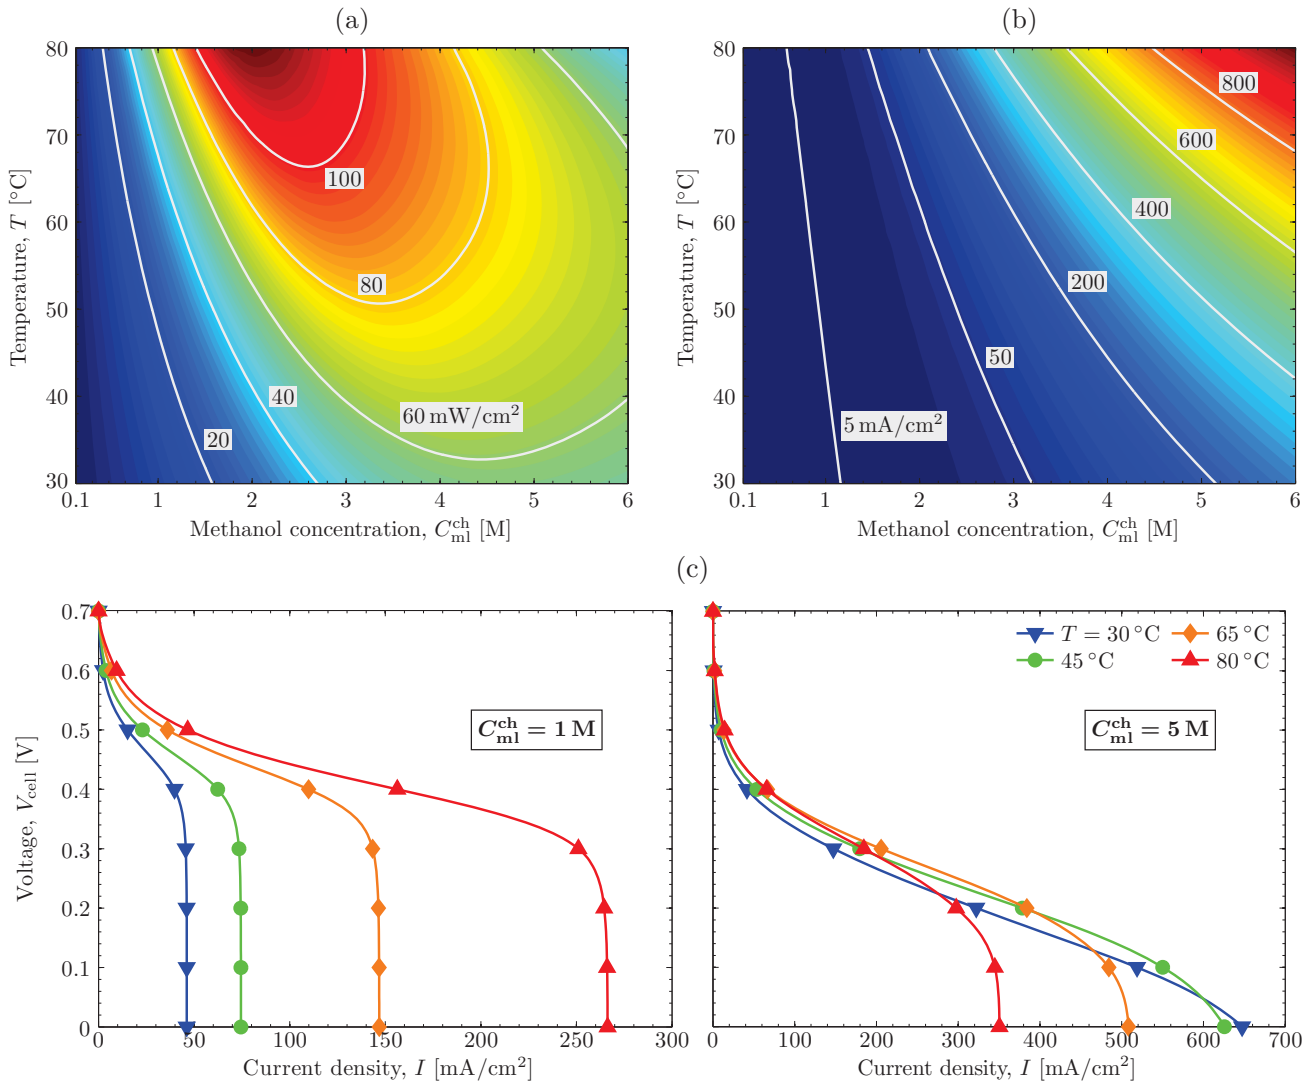 (a)
(b)
80
70
60
50
40
30
Temperature, T [°C]
100
80
60 mW/cm²
40
20
0.1 1 2 3 4 5 6
Methanol concentration, C_ml^ch [M]
80
70
60
50
40
30
Temperature, T [°C]
800
600
400
200
50
5 mA/cm²
0.1 1 2 3 4 5 6
Methanol concentration, C_ml^ch [M]
(c)
0.7
0.6
0.5
0.4
0.3
0.2
0.1
0
Voltage, V_cell [V]
C_ml^ch = 1 M
0 50 100 150 200 250 300
Current density, I [mA/cm²]
T = 30 °C 65 °C
45 °C 80 °C
C_ml^ch = 5 M
0 100 200 300 400 500 600 700
Current density, I [mA/cm²]